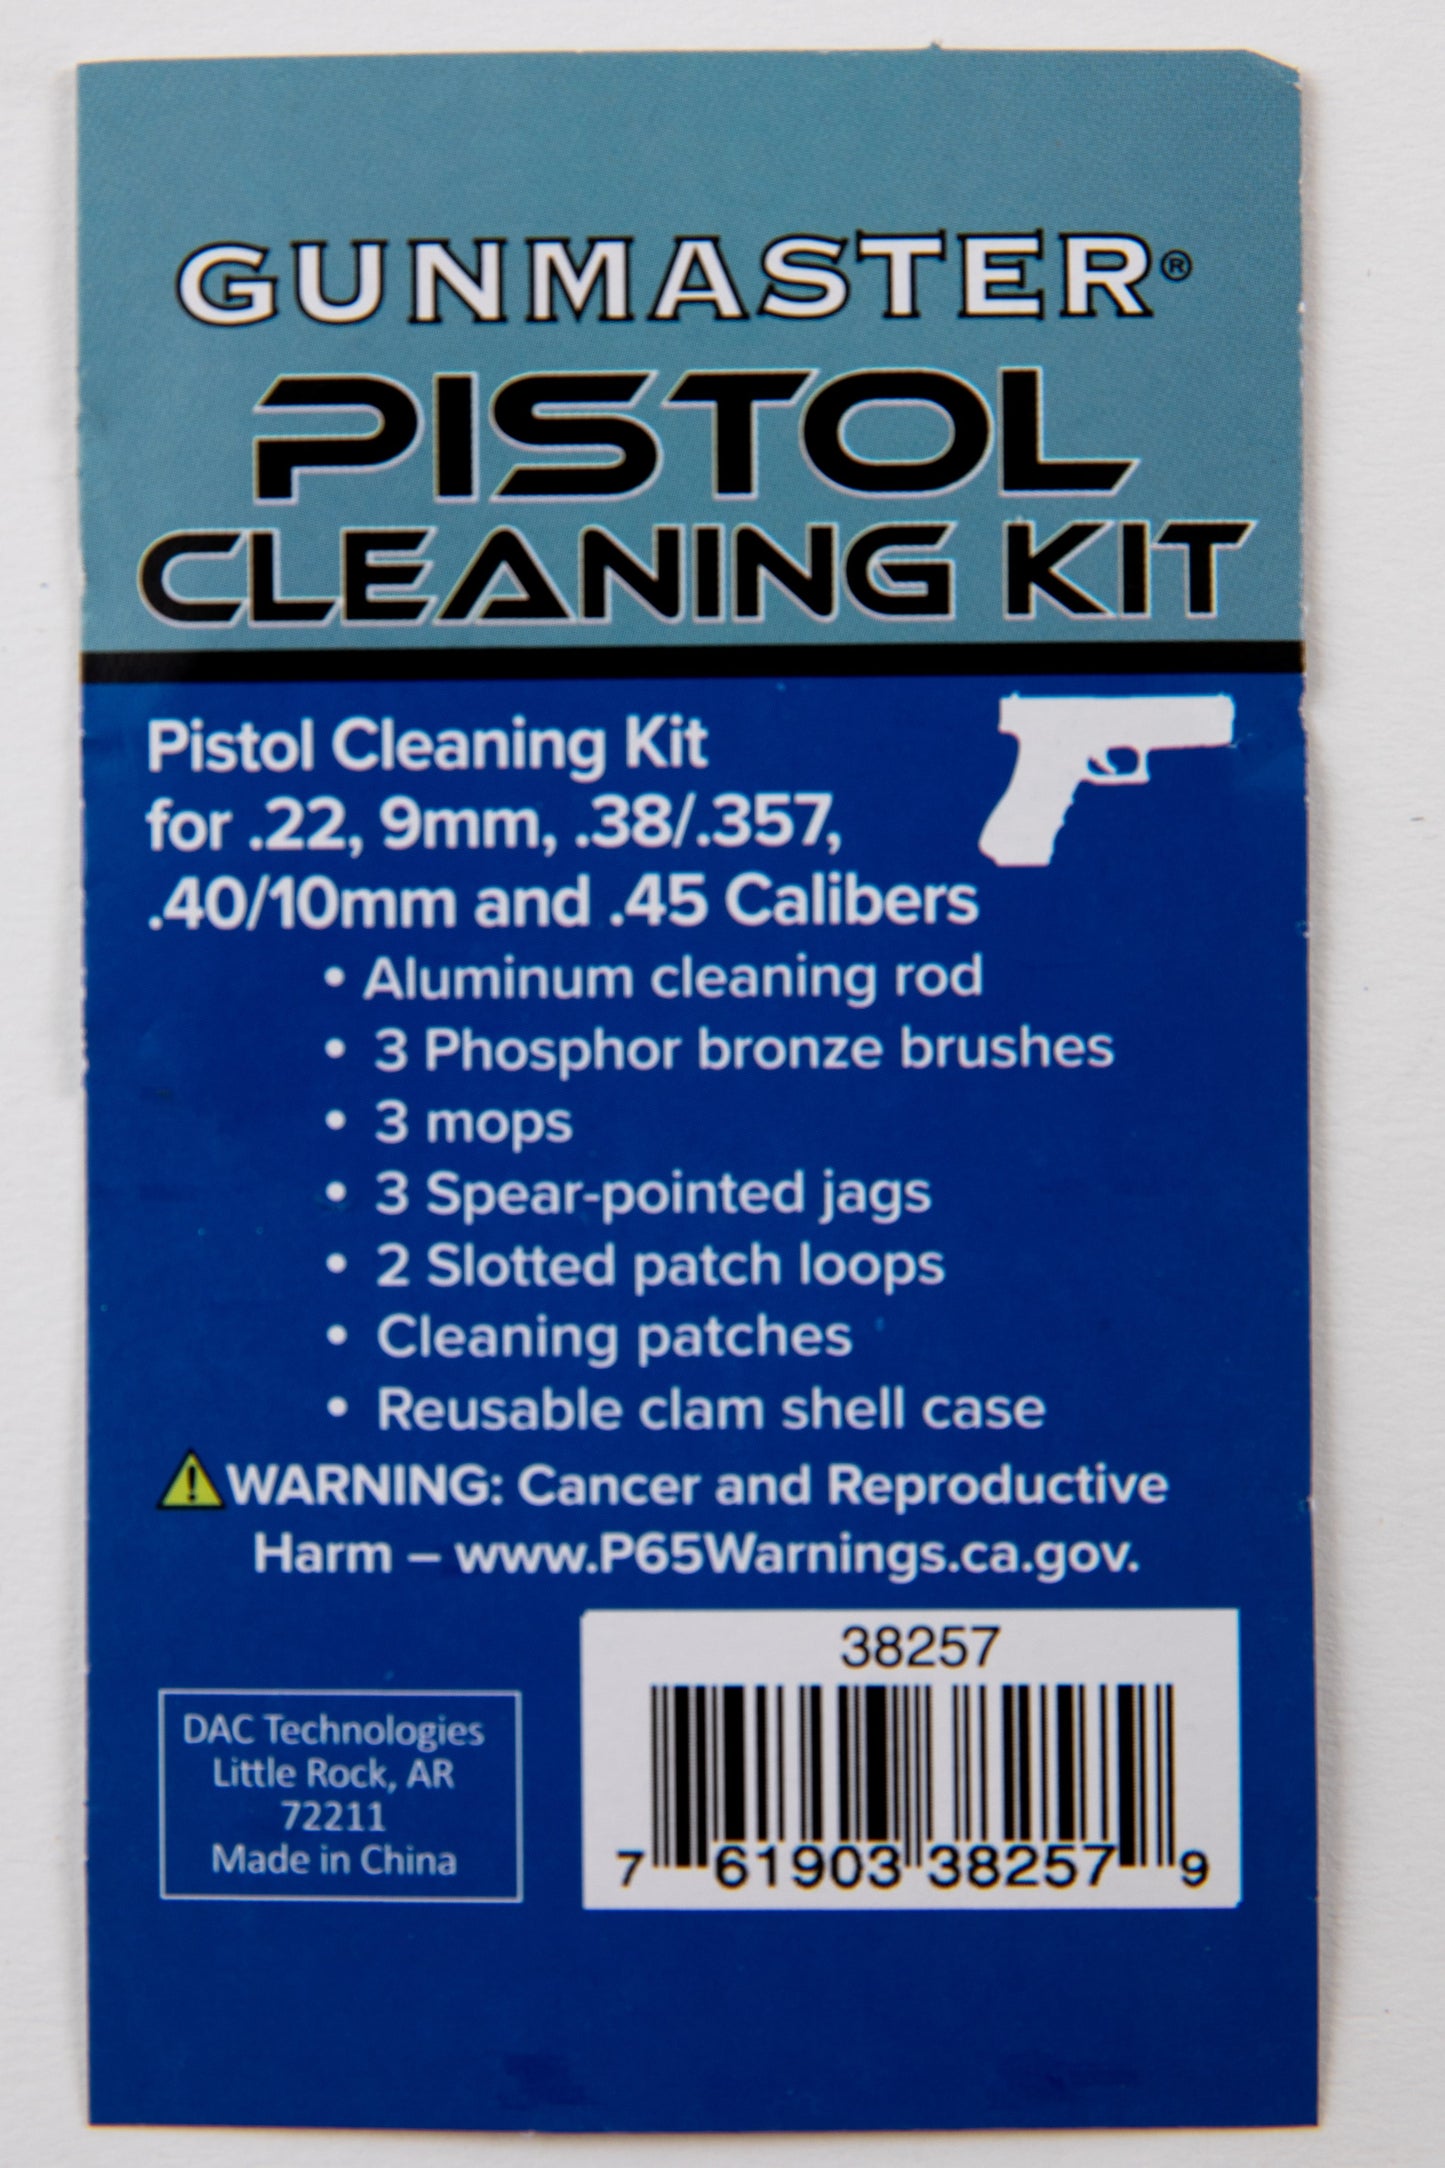 GUNMASTER®
PISTOL
CLEANING KIT
Pistol Cleaning Kit
for .22, 9mm, .38/.357,
.40/10mm and .45 Calibers
• Aluminum cleaning rod
• 3 Phosphor bronze brushes
• 3 mops
• 3 Spear-pointed jags
• 2 Slotted patch loops
• Cleaning patches
• Reusable clam shell case
WARNING: Cancer and Reproductive
Harm – www.P65Warnings.ca.gov.
38257
7 61903 38257 9
DAC Technologies
Little Rock, AR
72211
Made in China